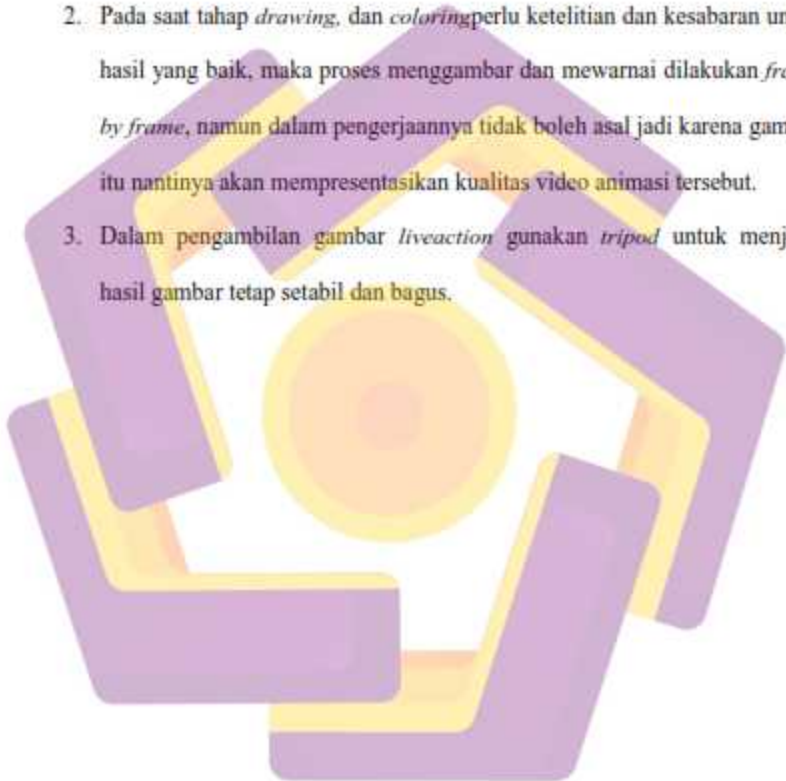 2. Pada saat tahap drawing, dan coloringperlu ketelitian dan kesabaran un
hasil yang baik, maka proses menggambar dan mewarnai dilakukan fra
by frame, namun dalam pengerjaannya tidak boleh asal jadi karena gam
itu nantinya akan mempresentasikan kualitas video animasi tersebut.
3. Dalam pengambilan gambar liveaction gunakan tripod untuk menj
hasil gambar tetap setabil dan bagus.